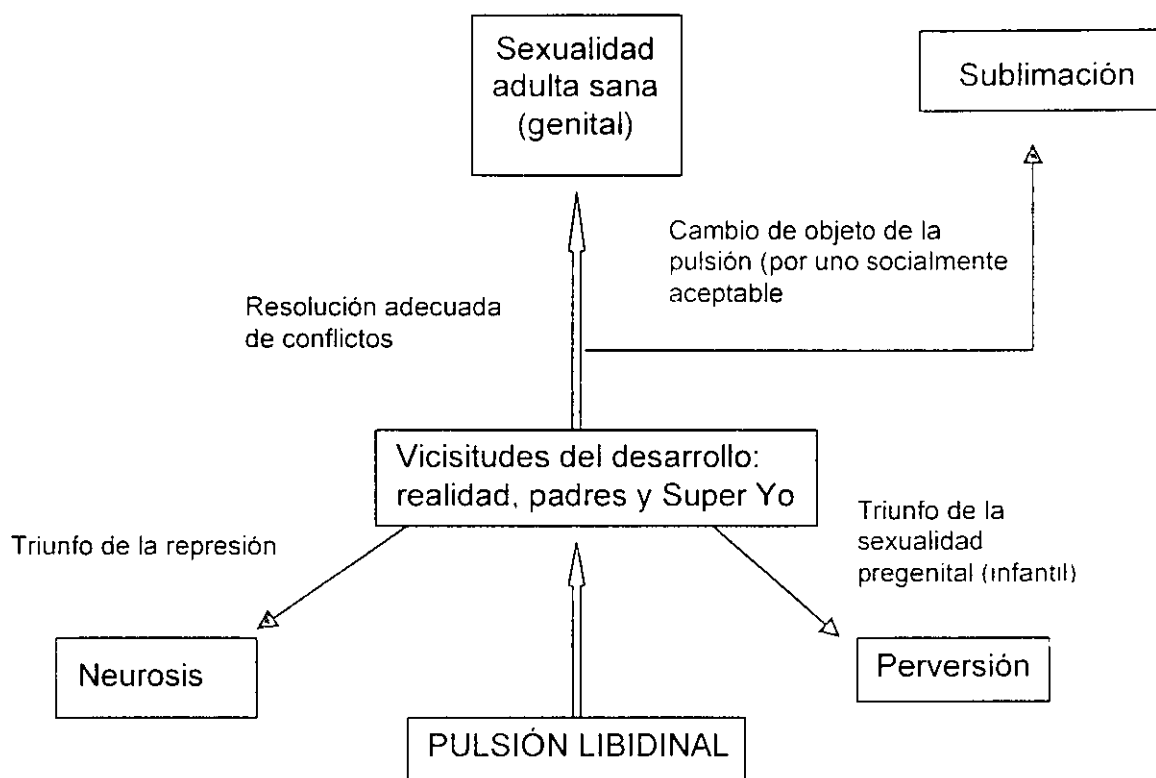 Sexualidad
adulta sana
(genital)
Sublimación
Cambio de objeto de la
pulsión (por uno socialmente
aceptable
Resolución adecuada
de conflictos
Vicisitudes del desarrollo:
realidad, padres y Super Yo
Triunfo de la represión
Triunfo de la
sexualidad
pregenital (infantil)
Neurosis
Perversión
PULSIÓN LIBIDINAL